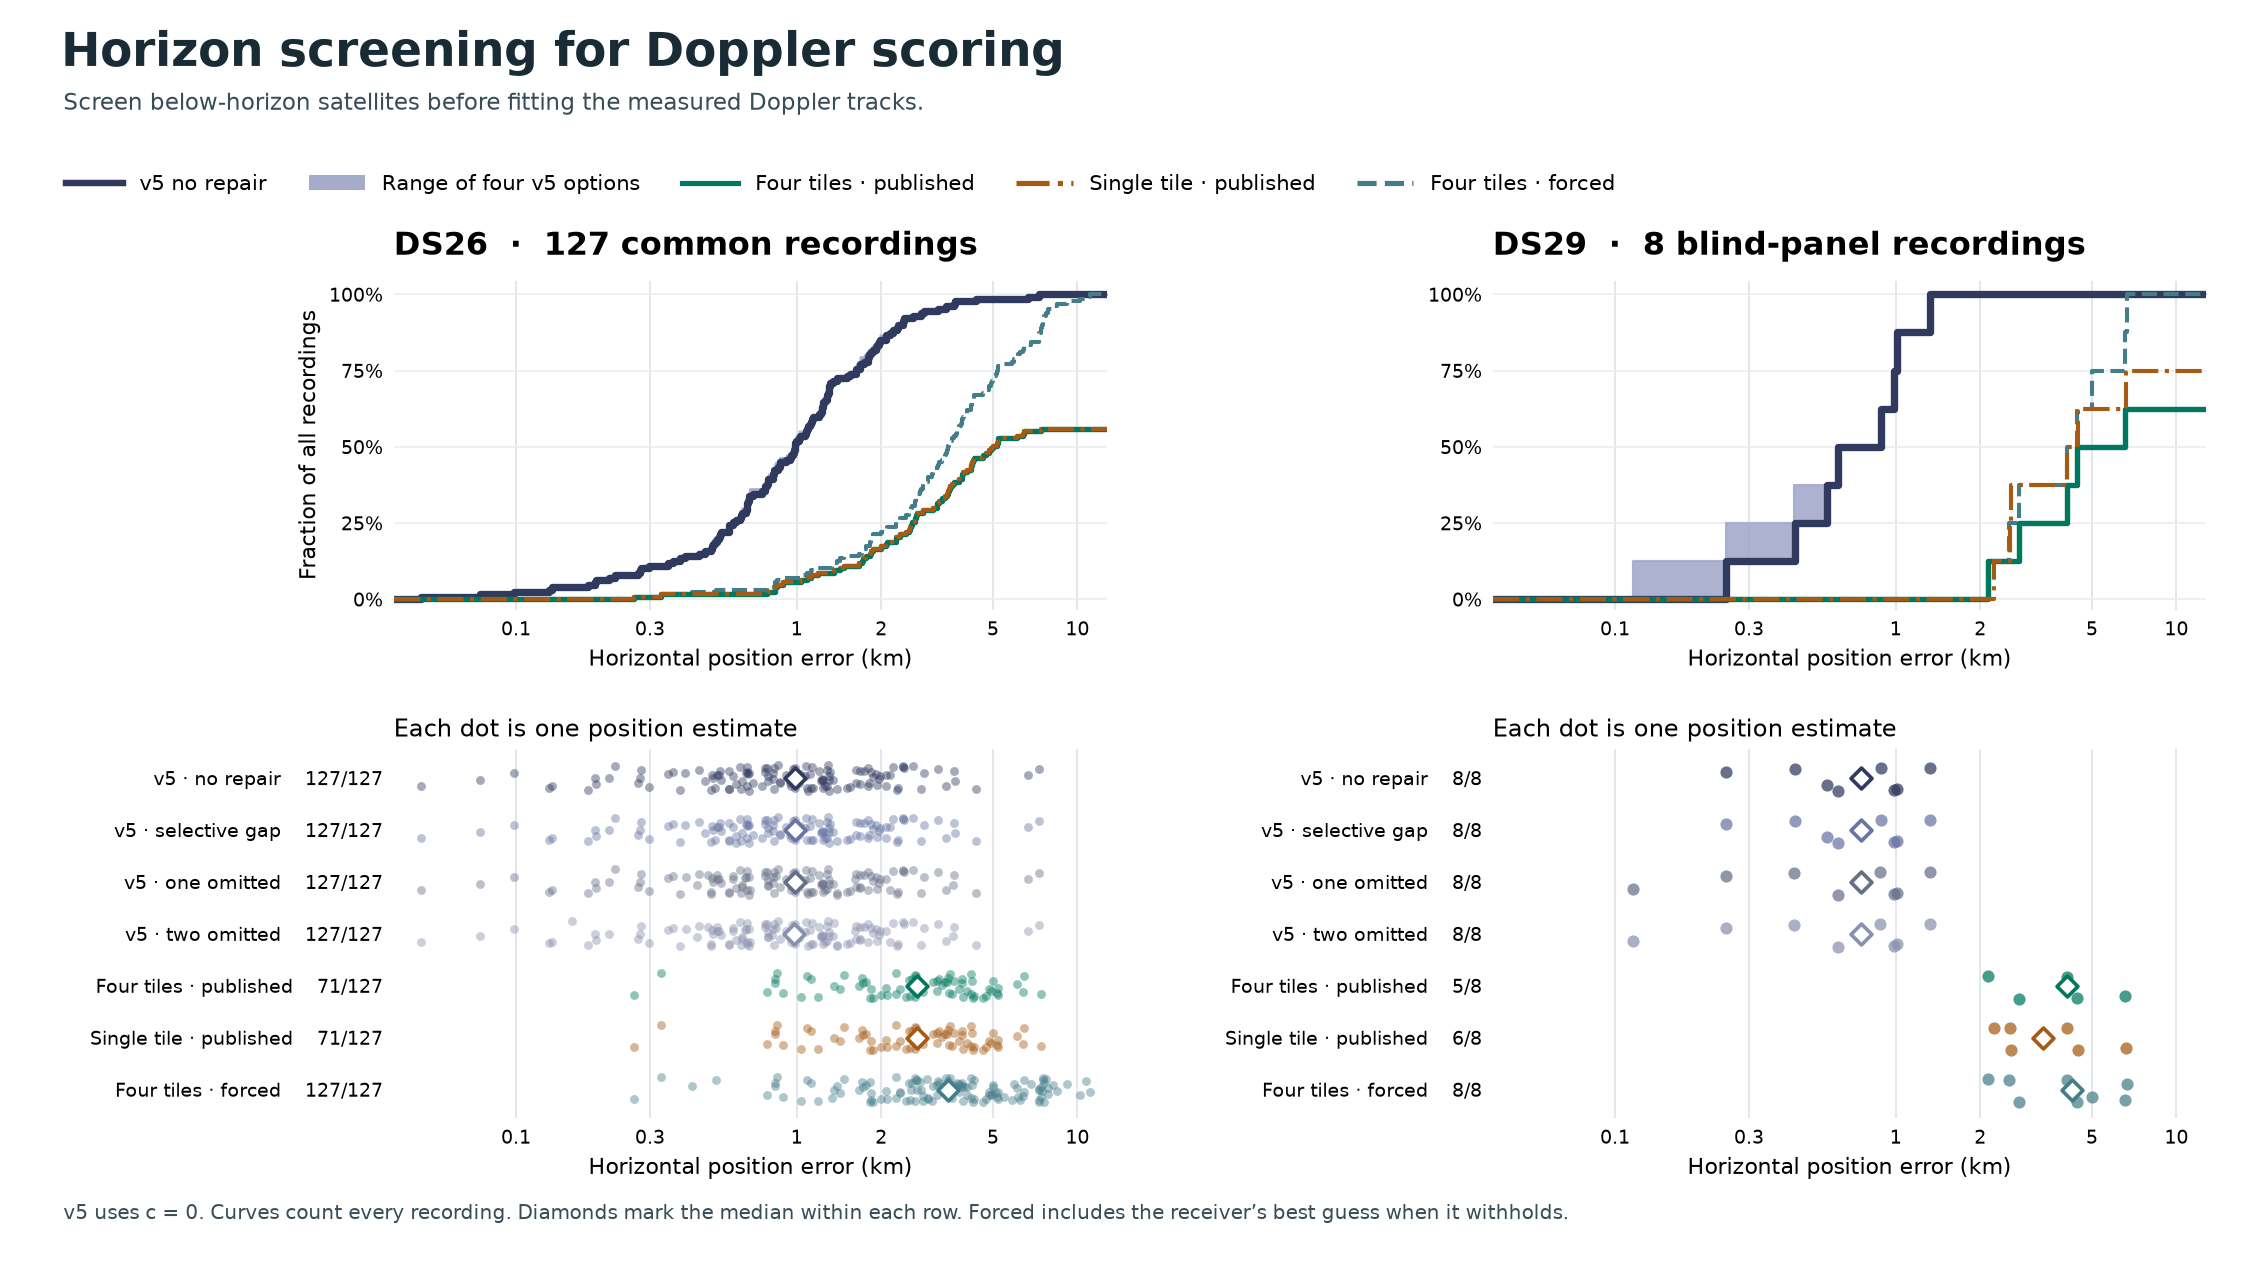 Horizon screening for Doppler scoring
Screen below-horizon satellites before fitting the measured Doppler tracks.
v5 no repair
Range of four v5 options
Four tiles · published
Single tile · published
Four tiles · forced
DS26 · 127 common recordings
100%
75%
50%
25%
0%
Fraction of all recordings
0.1 0.3 1 2 5 10
Horizontal position error (km)
DS29 · 8 blind-panel recordings
100%
75%
50%
25%
0%
0.1 0.3 1 2 5 10
Horizontal position error (km)
Each dot is one position estimate
v5 · no repair 127/127
v5 · selective gap 127/127
v5 · one omitted 127/127
v5 · two omitted 127/127
Four tiles · published 71/127
Single tile · published 71/127
Four tiles · forced 127/127
0.1 0.3 1 2 5 10
Horizontal position error (km)
Each dot is one position estimate
v5 · no repair 8/8
v5 · selective gap 8/8
v5 · one omitted 8/8
v5 · two omitted 8/8
Four tiles · published 5/8
Single tile · published 6/8
Four tiles · forced 8/8
0.1 0.3 1 2 5 10
Horizontal position error (km)
v5 uses c = 0. Curves count every recording. Diamonds mark the median within each row. Forced includes the receiver’s best guess when it withholds.